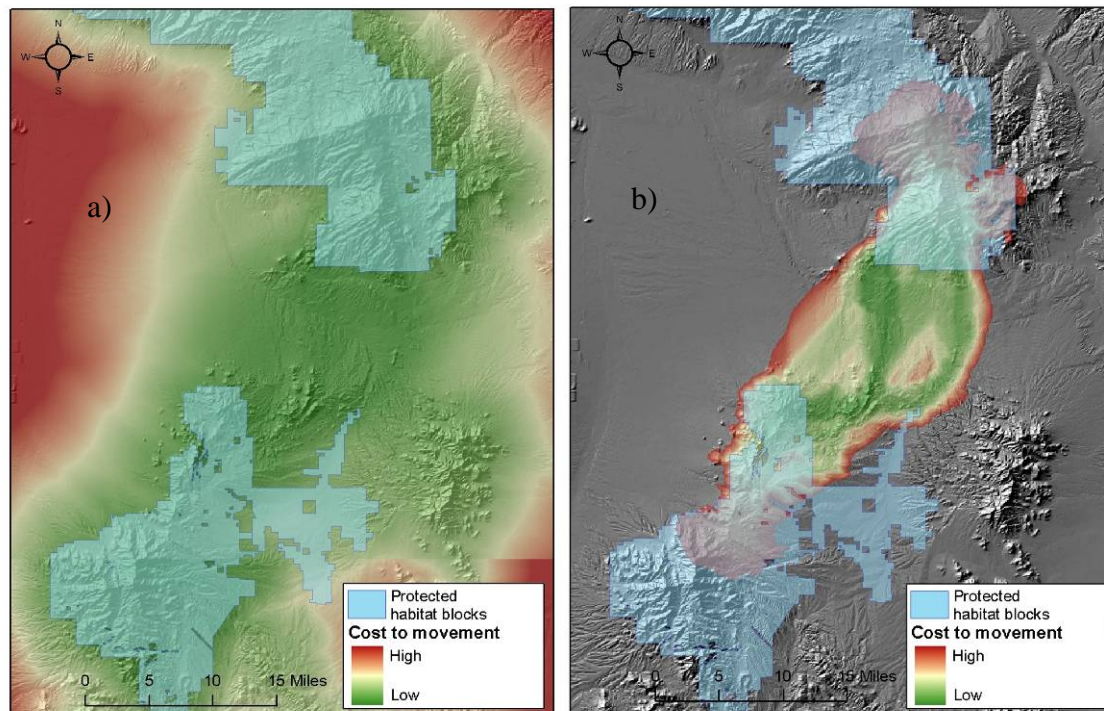 N
W E
S
a)
Protected
habitat blocks
Cost to movement
High
Low
0 5 10 15 Miles
N
W E
S
b)
Protected
habitat blocks
Cost to movement
High
Low
0 5 10 15 Miles